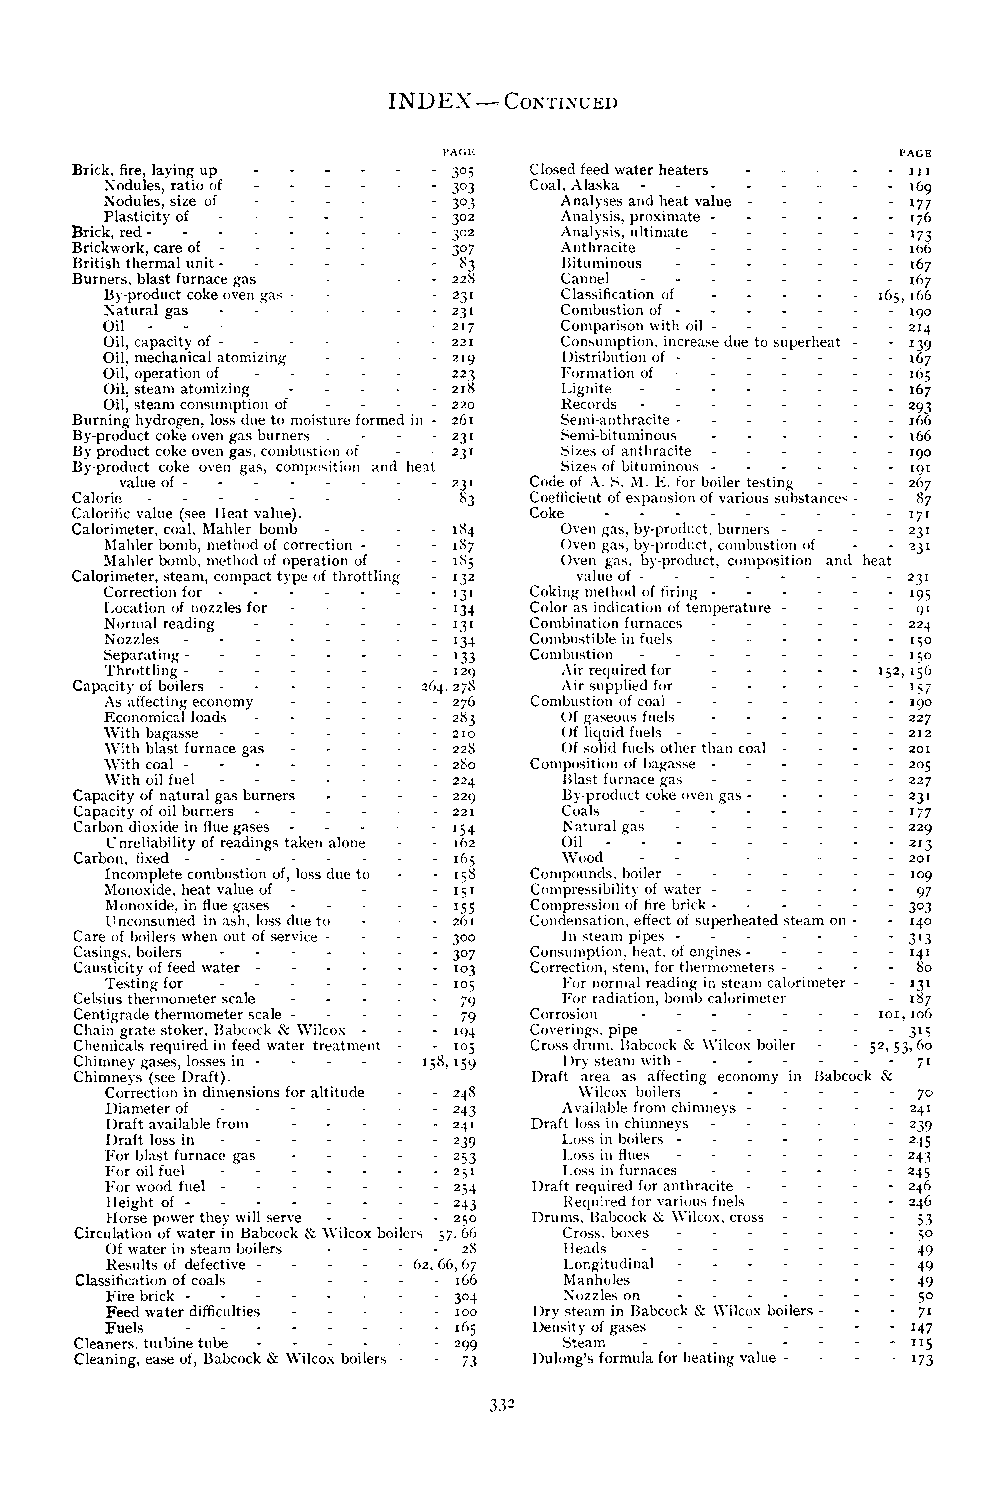 INDEX—CONTINUED
PAGE
Brick, fire, laying up - - - - - - 305
Nodules, ratio of - - - - - - 303
Nodules, size of - - - - - 303
Plasticity of - - - - - - 302
Brick, red - - - - - - - - - 302
Brickwork, care of - - - - - - 307
British thermal unit - - - - - - 83
Burners, blast furnace gas - - - 228
By-product coke oven gas - - - 231
Natural gas - - - - - - - 231
Oil - - - - 217
Oil, capacity of - - - - - 221
Oil, mechanical atomizing - - - - 219
Oil, operation of - - - - - 223
Oil, steam atomizing - - - - - 218
Oil, steam consumption of - - - - 220
Burning hydrogen, loss due to moisture formed in - 261
By-product coke oven gas burners - - - - 231
By product coke oven gas, combustion of - - 231
By-product coke oven gas, composition and heat
value of - - - - - - - - 231
Calorie - - - - - - - 83
Calorific value (see Heat value).
Calorimeter, coal, Mahler bomb - - - - 184
Mahler bomb, method of correction - - - 187
Mahler bomb, method of operation of - - 185
Calorimeter, steam, compact type of throttling - 132
Correction for - - - - - - - 131
Location of nozzles for - - - - 134
Normal reading - - - - - - 131
Nozzles - - - - - - - - 134
Separating - - - - - - - - 133
Throttling - - - - - - - - 129
Capacity of boilers - - - - - - 264, 278
As affecting economy - - - - - 276
Economical loads - - - - - - 283
With bagasse - - - - - - - 210
With blast furnace gas - - - - - 228
With coal - - - - - - - - 280
With oil fuel - - - - - - - 224
Capacity of natural gas burners - - - - 229
Capacity of oil burners - - - - - - 221
Carbon dioxide in flue gases - - - - - 154
Unreliability of readings taken alone - - 162
Carbon, fixed - - - - - - - - 165
Incomplete combustion of, loss due to - - 158
Monoxide, heat value of - - - 151
Monoxide, in flue gases - - - - - 155
Unconsumed in ash, loss due to - - - 261
Care of boilers when out of service - - - - 300
Casings, boilers - - - - - - - 307
Causticity of feed water - - - - - - 103
Testing for - - - - - - - 105
Celsius thermometer scale - - - - - 79
Centigrade thermometer scale - - - - - 79
Chain grate stoker, Babcock & Wilcox - - - 194
Chemicals required in feed water treatment - - 105
Chimney gases, losses in - - - - - 158, 159
Chimneys (see Draft).
Correction in dimensions for altitude - - 248
Diameter of - - - - - - - 243
Draft available from - - - - - 241
Draft loss in - - - - - - - 239
For blast furnace gas - - - - - 253
For oil fuel - - - - - - - 251
For wood fuel - - - - - - - 254
Height of - - - - - - - - 243
Horse power they will serve - - - - 250
Circulation of water in Babcock & Wilcox boilers 57, 66
Of water in steam boilers - - - - 28
Results of defective - - - - - 62, 66, 67
Classification of coals - - - - - 166
Fire brick - - - - - - - - 304
Feed water difficulties - - - - - 100
Fuels - - - - - - - - 165
Cleaners, turbine tube - - - - - - 299
Cleaning, ease of, Babcock & Wilcox boilers - - 73
PAGE
Closed feed water heaters - - - - - 111
Coal, Alaska - - - - - - - - 169
Analyses and heat value - - - - 177
Analysis, proximate - - - - - - 176
Analysis, ultimate - - - - - - 173
Anthracite - - - - - - - 166
Bituminous - - - - - - - 167
Cannel - - - - - - - - 167
Classification of - - - - - 165, 166
Combustion of - - - - - - - 190
Comparison with oil - - - - - - 214
Consumption, increase due to superheat - - 139
Distribution of - - - - - - - 167
Formation of - - - - - - - 165
Lignite - - - - - - - - 167
Records - - - - - - - - 293
Semi-anthracite - - - - - - - 166
Semi-bituminous - - - - - - 166
Sizes of anthracite - - - - - - 190
Sizes of bituminous - - - - - - 191
Code of A. S. M. E. for boiler testing - - - 267
Coefficient of expansion of various substances - - 87
Coke - - - - - - - - - 171
Oven gas, by-product, burners - - - - 231
Oven gas, by-product, combustion of - - 231
Oven gas, by-product, composition and heat
value of - - - - - - - - 231
Coking method of firing - - - - - - 195
Color as indication of temperature - - - - 91
Combination furnaces - - - - - - 224
Combustible in fuels - - - - - - 150
Combustion - - - - - - - - 150
Air required for - - - - - 152, 156
Air supplied for - - - - - - 157
Combustion of coal - - - - - - - 190
Of gaseous fuels - - - - - - 227
Of liquid fuels - - - - - - - 212
Of solid fuels other than coal - - - - 201
Composition of bagasse - - - - - - 205
Blast furnace gas - - - - - - 227
By-product coke oven gas - - - - - 231
Coals - - - - - - - - 177
Natural gas - - - - - - - 229
Oil - - - - - - - - - 213
Wood - - - - - - 201
Compounds, boiler - - - - - - - 109
Compressibility of water - - - - - - 97
Compression of fire brick - - - - - - 303
Condensation, effect of superheated steam on - - 140
In steam pipes - - - - - - - 313
Consumption, heat, of engines - - - - - 141
Correction, stem, for thermometers - - - - 80
For normal reading in steam calorimeter - - 131
For radiation, bomb calorimeter - 187
Corrosion - - - - - - - 101, 106
Coverings, pipe - - - - - - - 315
Cross drum, Babcock & Wilcox boiler - - 52, 53, 60
Dry steam with - - - - - - - 71
Draft area as affecting economy in Babcock &
Wilcox boilers - - - - - - 70
Available from chimneys - - - - - 241
Draft loss in chimneys - - - - - - 239
Loss in boilers - - - - - - - 245
Loss in flues - - - - - - - 243
Loss in furnaces - - - - - - 245
Draft required for anthracite - - - - - 246
Required for various fuels - - - - 246
Drums, Babcock & Wilcox, cross - - - - 53
Cross, boxes - - - - - - - 50
Heads - - - - - - - - 49
Longitudinal - - - - - - - 49
Manholes - - - - - - - 49
Nozzles on - - - - - - - 50
Dry steam in Babcock & Wilcox boilers - - - 71
Density of gases - - - - - - - 147
Steam - - - - - - - - 115
Dulong's formula for heating value - - - - 173
332